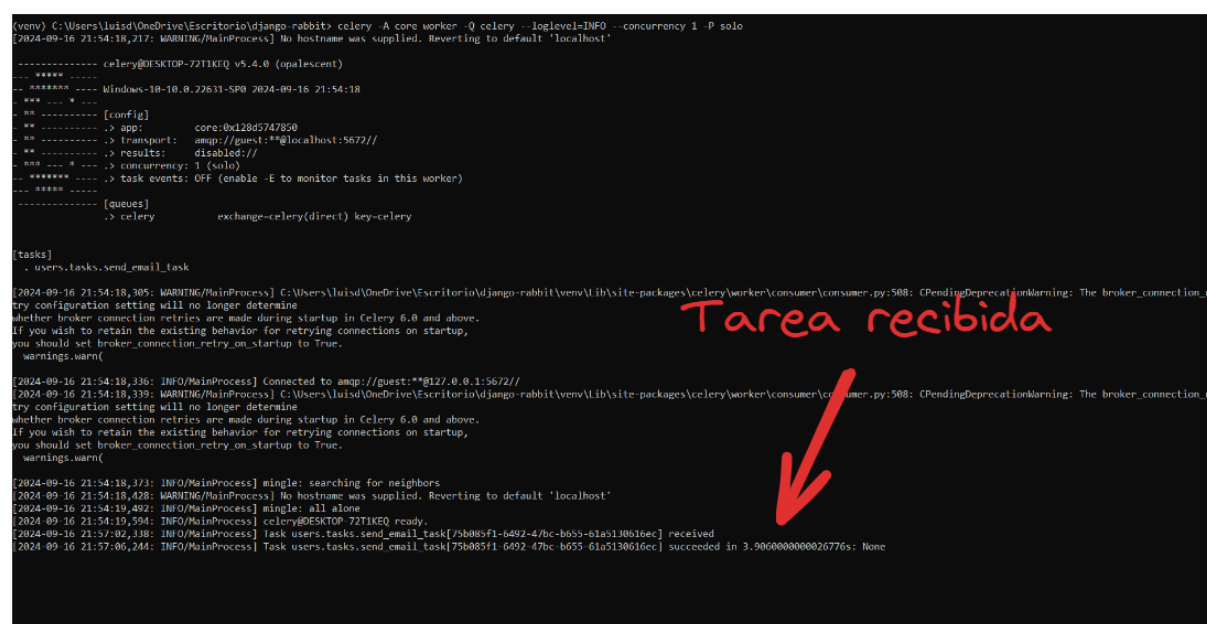 (venv) C:\Users\luisd\OneDrive\Escritorio\django-rabbit> celery -A core worker -Q celery --loglevel=INFO --concurrency 1 -P solo
[2024-09-16 21:54:18,217: WARNING/MainProcess] No hostname was supplied. Reverting to default 'localhost'
-------------- celery@DESKTOP-72T1KEQ v5.4.0 (opalescent)
--- ***** -----
-- ******* ---- Windows-10-10.0.22631-SP0 2024-09-16 21:54:18
- *** --- * ---
- ** ---------- [config]
- ** ---------- .> app:         core:0x128d5747850
- ** ---------- .> transport:   amqp://guest:**@localhost:5672//
- ** ---------- .> results:     disabled://
- *** --- * --- .> concurrency: 1 (solo)
-- ******* ---- .> task events: OFF (enable -E to monitor tasks in this worker)
--- ***** -----
-------------- [queues]
.> celery           exchange=celery(direct) key=celery
[tasks]
. users.tasks.send_email_task
[2024-09-16 21:54:18,305: WARNING/MainProcess] C:\Users\luisd\OneDrive\Escritorio\django-rabbit\venv\Lib\site-packages\celery\worker\consumer\consumer.py:508: CPendingDeprecationWarning: The broker_connection_
try configuration setting will no longer determine
whether broker connection retries are made during startup in Celery 6.0 and above.
If you wish to retain the existing behavior for retrying connections on startup,
you should set broker_connection_retry_on_startup to True.
warnings.warn(
Tarea recibida
[2024-09-16 21:54:18,336: INFO/MainProcess] Connected to amqp://guest:**@127.0.0.1:5672//
[2024-09-16 21:54:18,339: WARNING/MainProcess] C:\Users\luisd\OneDrive\Escritorio\django-rabbit\venv\Lib\site-packages\celery\worker\consumer\consumer.py:508: CPendingDeprecationWarning: The broker_connection_
try configuration setting will no longer determine
whether broker connection retries are made during startup in Celery 6.0 and above.
If you wish to retain the existing behavior for retrying connections on startup,
you should set broker_connection_retry_on_startup to True.
warnings.warn(
[2024-09-16 21:54:18,373: INFO/MainProcess] mingle: searching for neighbors
[2024-09-16 21:54:18,428: WARNING/MainProcess] No hostname was supplied. Reverting to default 'localhost'
[2024-09-16 21:54:19,492: INFO/MainProcess] mingle: all alone
[2024-09-16 21:54:19,594: INFO/MainProcess] celery@DESKTOP-72T1KEQ ready.
[2024-09-16 21:57:02,338: INFO/MainProcess] Task users.tasks.send_email_task[75b085f1-6492-47bc-b655-61a5130616ec] received
[2024-09-16 21:57:06,244: INFO/MainProcess] Task users.tasks.send_email_task[75b085f1-6492-47bc-b655-61a5130616ec] succeeded in 3.9060000000026776s: None